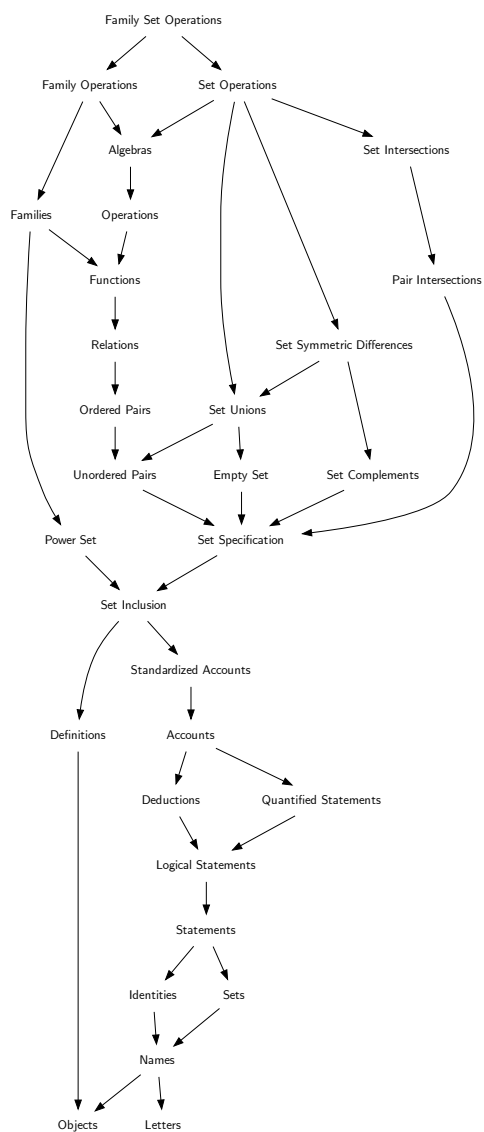 Family Set Operations
Family Operations
Set Operations
Algebras
Set Intersections
Families
Operations
Functions
Pair Intersections
Relations
Set Symmetric Differences
Ordered Pairs
Set Unions
Unordered Pairs
Empty Set
Set Complements
Power Set
Set Specification
Set Inclusion
Standardized Accounts
Definitions
Accounts
Deductions
Quantified Statements
Logical Statements
Statements
Identities
Sets
Names
Objects
Letters